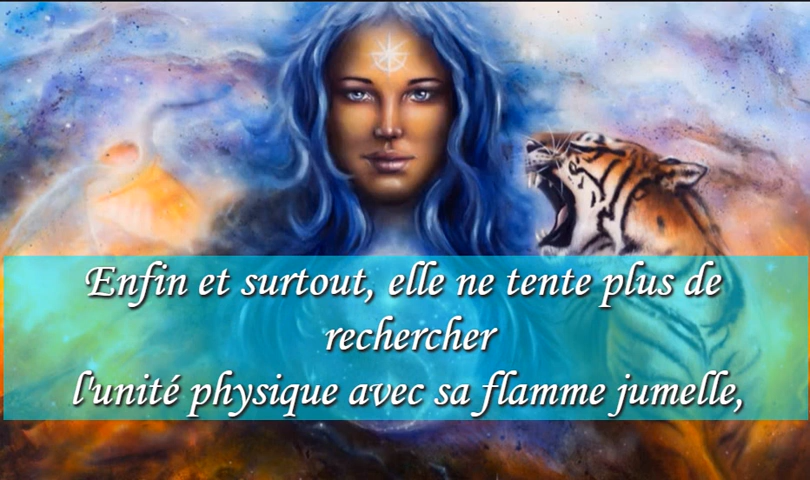 Enfin et surtout, elle ne tente plus de
rechercher
l'unité physique avec sa flamme jumelle,